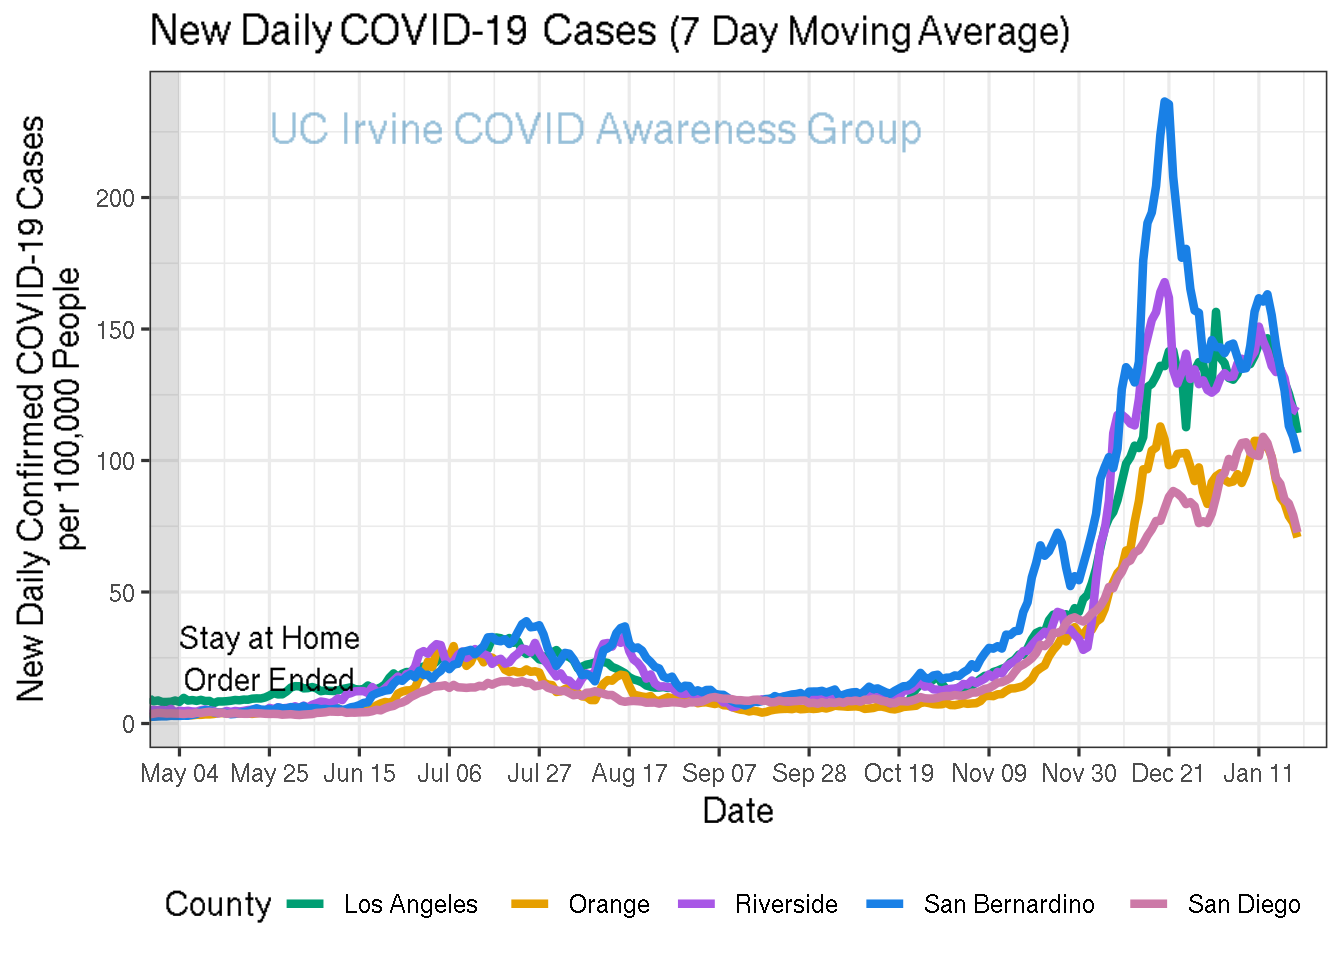 New Daily COVID-19 Cases (7 Day Moving Average)
UC Irvine COVID Awareness Group
New Daily Confirmed COVID-19 Cases
per 100,000 People
200
150
100
50
0
Stay at Home
Order Ended
May 04 May 25 Jun 15 Jul 06 Jul 27 Aug 17 Sep 07 Sep 28 Oct 19 Nov 09 Nov 30 Dec 21 Jan 11
Date
County Los Angeles Orange Riverside San Bernardino San Diego